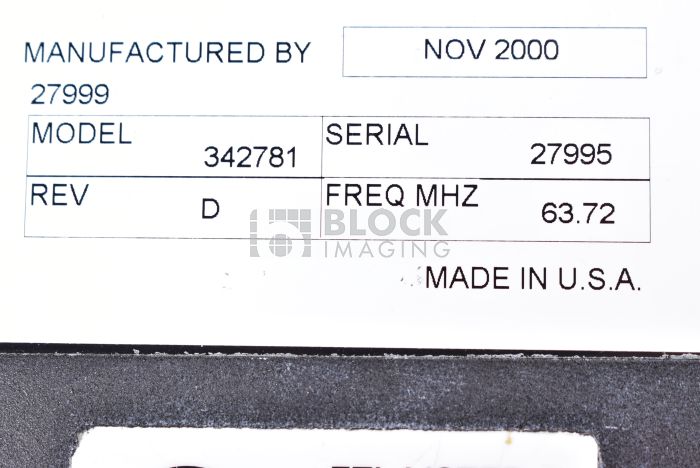 MANUFACTURED BY NOV 2000
27999
MODEL 342781 SERIAL 27995
REV D FREQ MHZ 63.72
BLOCK
IMAGING
MADE IN U.S.A.